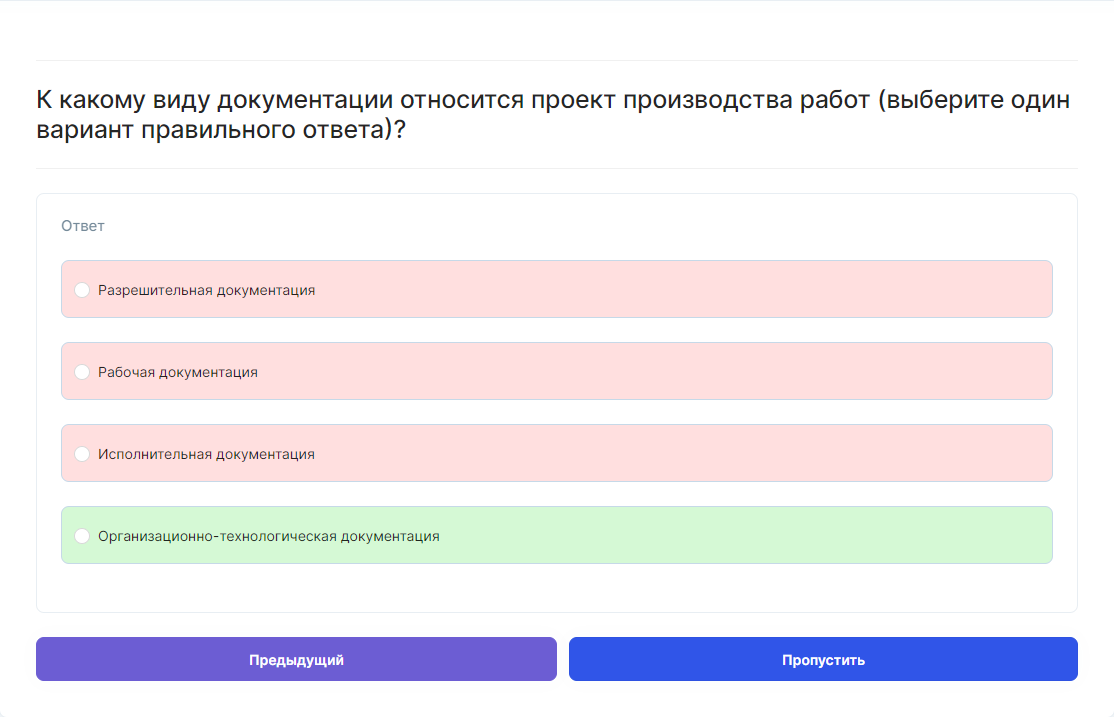 К какому виду документации относится проект производства работ (выберите один
вариант правильного ответа)?
Ответ
Разрешительная документация
Рабочая документация
Исполнительная документация
Организационно-технологическая документация
Предыдущий
Пропустить